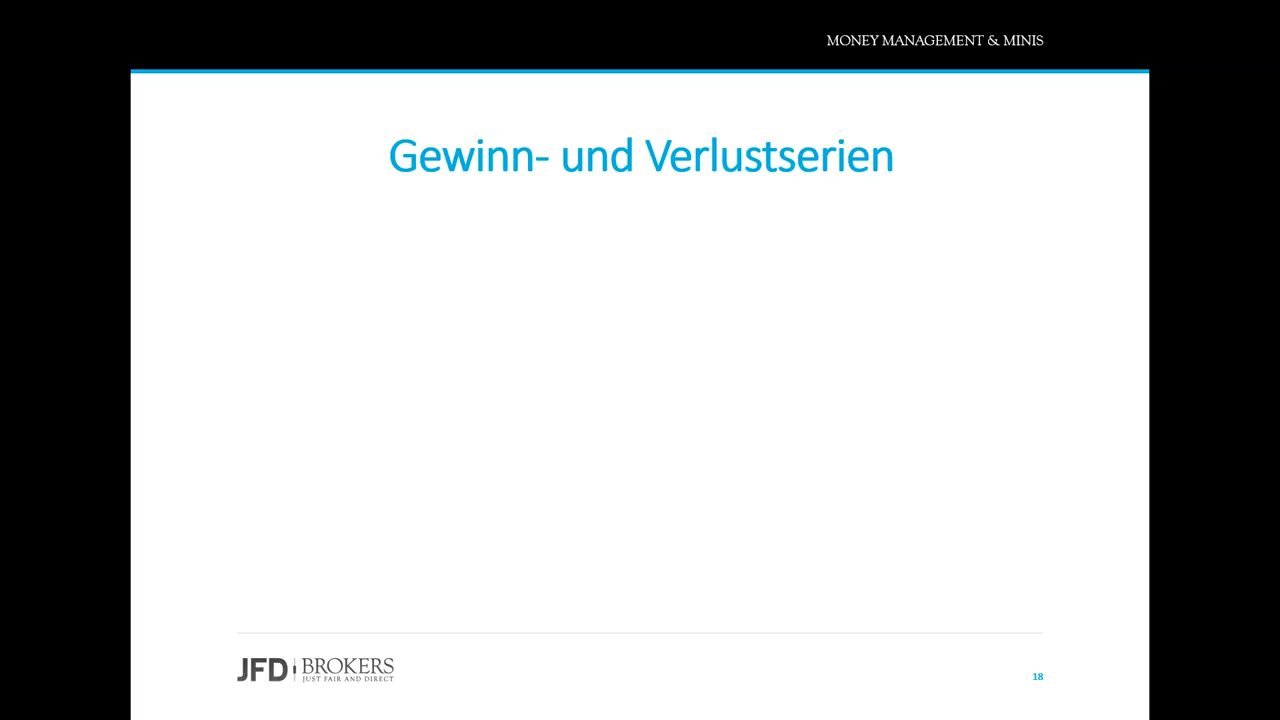 MONEY MANAGEMENT & MINIS
Gewinn- und Verlustserien
JFD BROKERS
JUST FAIR AND DIRECT
18